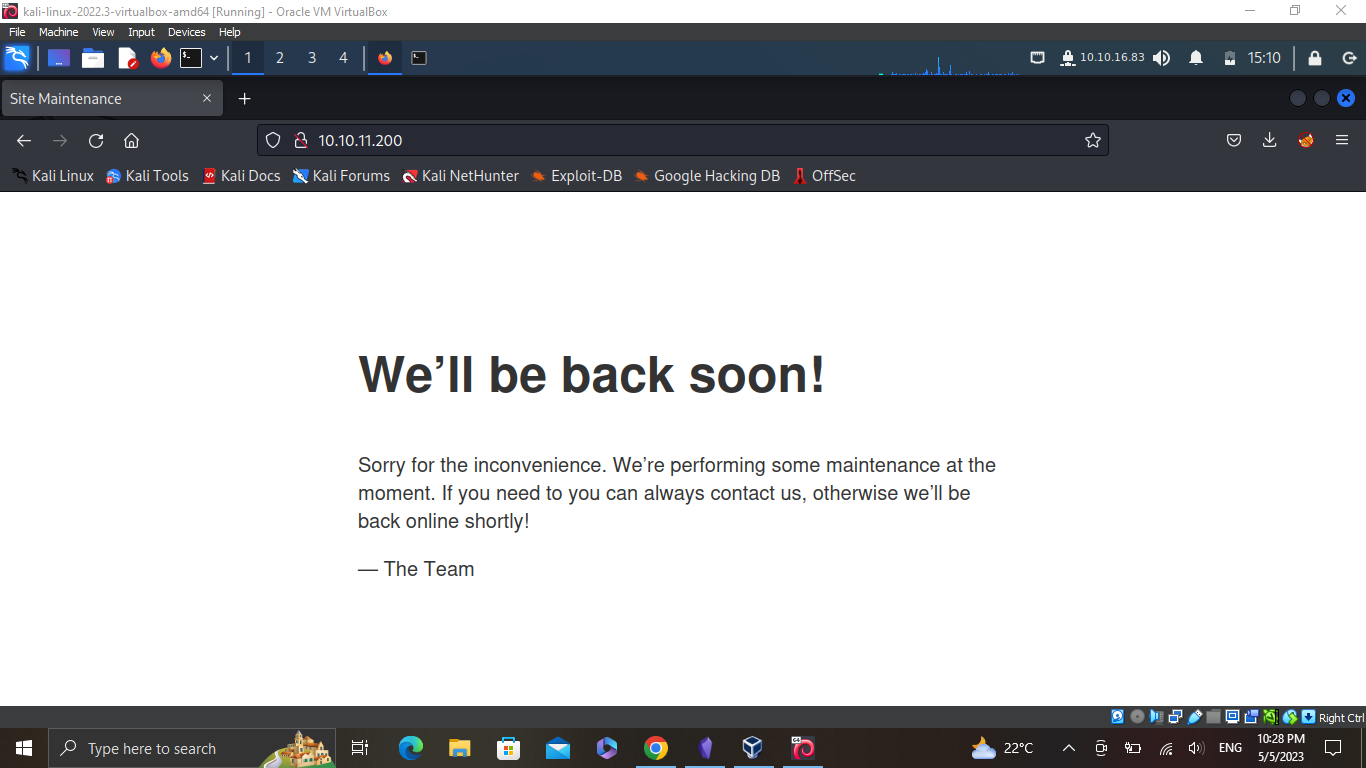 kali-linux-2022.3-virtualbox-amd64 [Running] - Oracle VM VirtualBox
File Machine View Input Devices Help
1 2 3 4 10.10.16.83 15:10
Site Maintenance
10.10.11.200
Kali Linux Kali Tools Kali Docs Kali Forums Kali NetHunter Exploit-DB Google Hacking DB OffSec
We’ll be back soon!
Sorry for the inconvenience. We’re performing some maintenance at the
moment. If you need to you can always contact us, otherwise we’ll be
back online shortly!
— The Team
Right Ctrl
Type here to search 22°C ENG 10:28 PM
5/5/2023